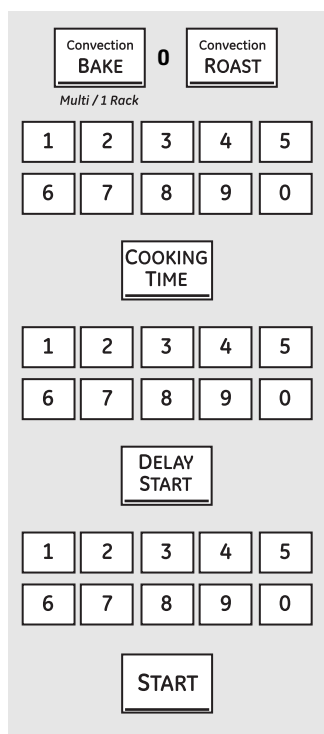 Convection Convection
BAKE 0 ROAST
Multi / 1 Rack
1 2 3 4 5
6 7 8 9 0
COOKING
TIME
1 2 3 4 5
6 7 8 9 0
DELAY
START
1 2 3 4 5
6 7 8 9 0
START